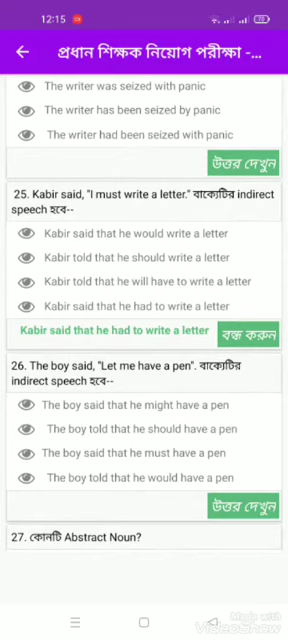 12:15
প্রধান শিক্ষক নিয়োগ পরীক্ষা -...
The writer was seized with panic
The writer has been seized by panic
The writer had been seized with panic
উত্তর দেখুন
25. Kabir said, "I must write a letter." বাক্যেটির indirect
speech হবে--
Kabir said that he would write a letter
Kabir told that he should write a letter
Kabir told that he will have to write a letter
Kabir said that he had to write a letter
Kabir said that he had to write a letter
বন্ধ করুন
26. The boy said, "Let me have a pen". বাক্যেটির
indirect speech হবে--
The boy said that he might have a pen
The boy told that he should have a pen
The boy said that he must have a pen
The boy told that he would have a pen
উত্তর দেখুন
27. কোনটি Abstract Noun?
Made with
VideoShow